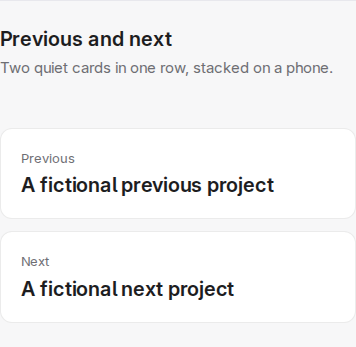 Previous and next
Two quiet cards in one row, stacked on a phone.
Previous
A fictional previous project
Next
A fictional next project